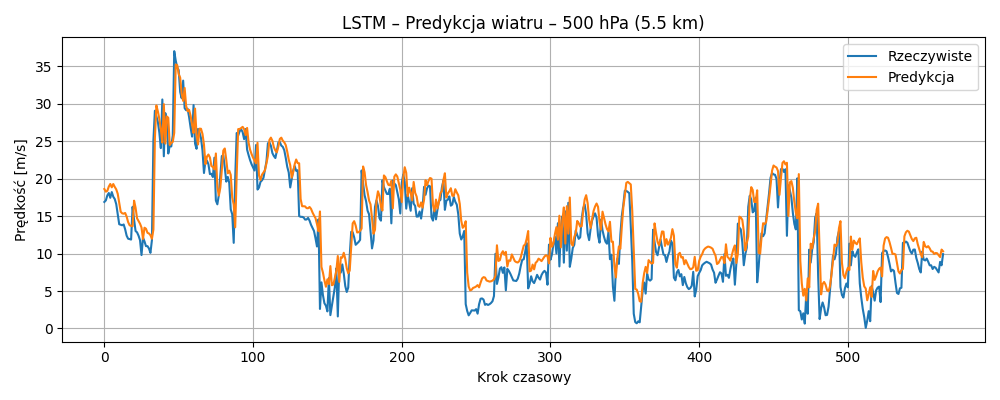 LSTM – Predykcja wiatru – 500 hPa (5.5 km)
Rzeczywiste
Predykcja
Prędkość [m/s]
35
30
25
20
15
10
5
0
0 100 200 300 400 500
Krok czasowy